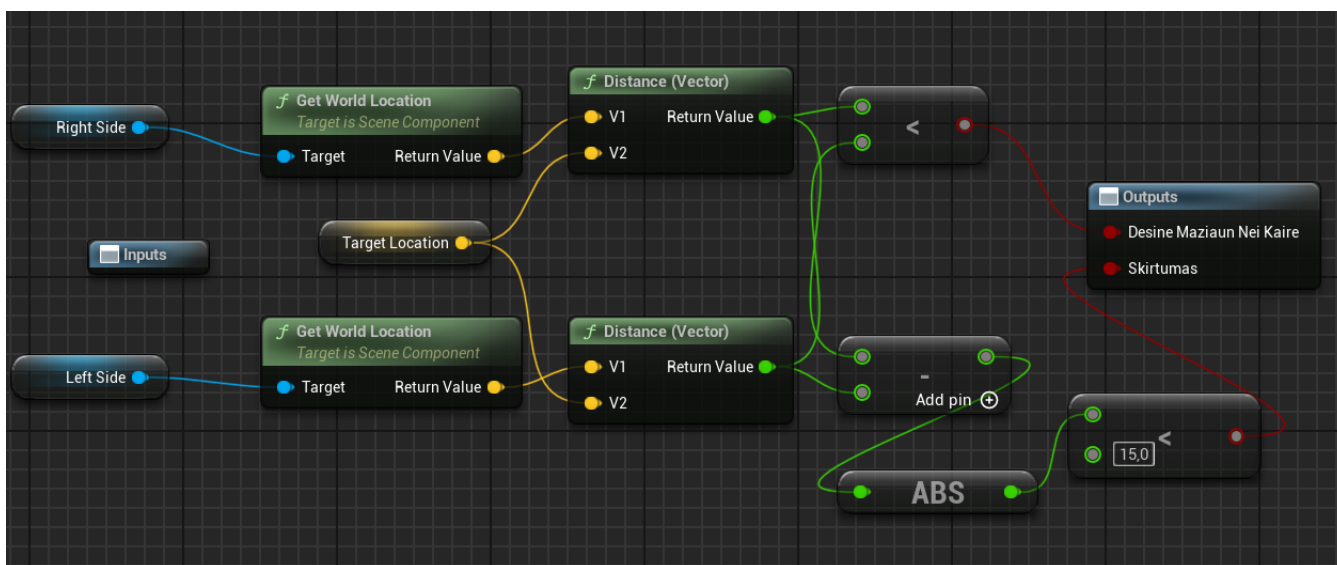 Right Side
f Get World Location
Target is Scene Component
Target
Return Value
f Distance (Vector)
V1
Return Value
V2
<
Target Location
Inputs
Outputs
Desine Maziaun Nei Kaire
Skirtumas
Left Side
f Get World Location
Target is Scene Component
Target
Return Value
f Distance (Vector)
V1
Return Value
V2
-
Add pin
ABS
<
15,0